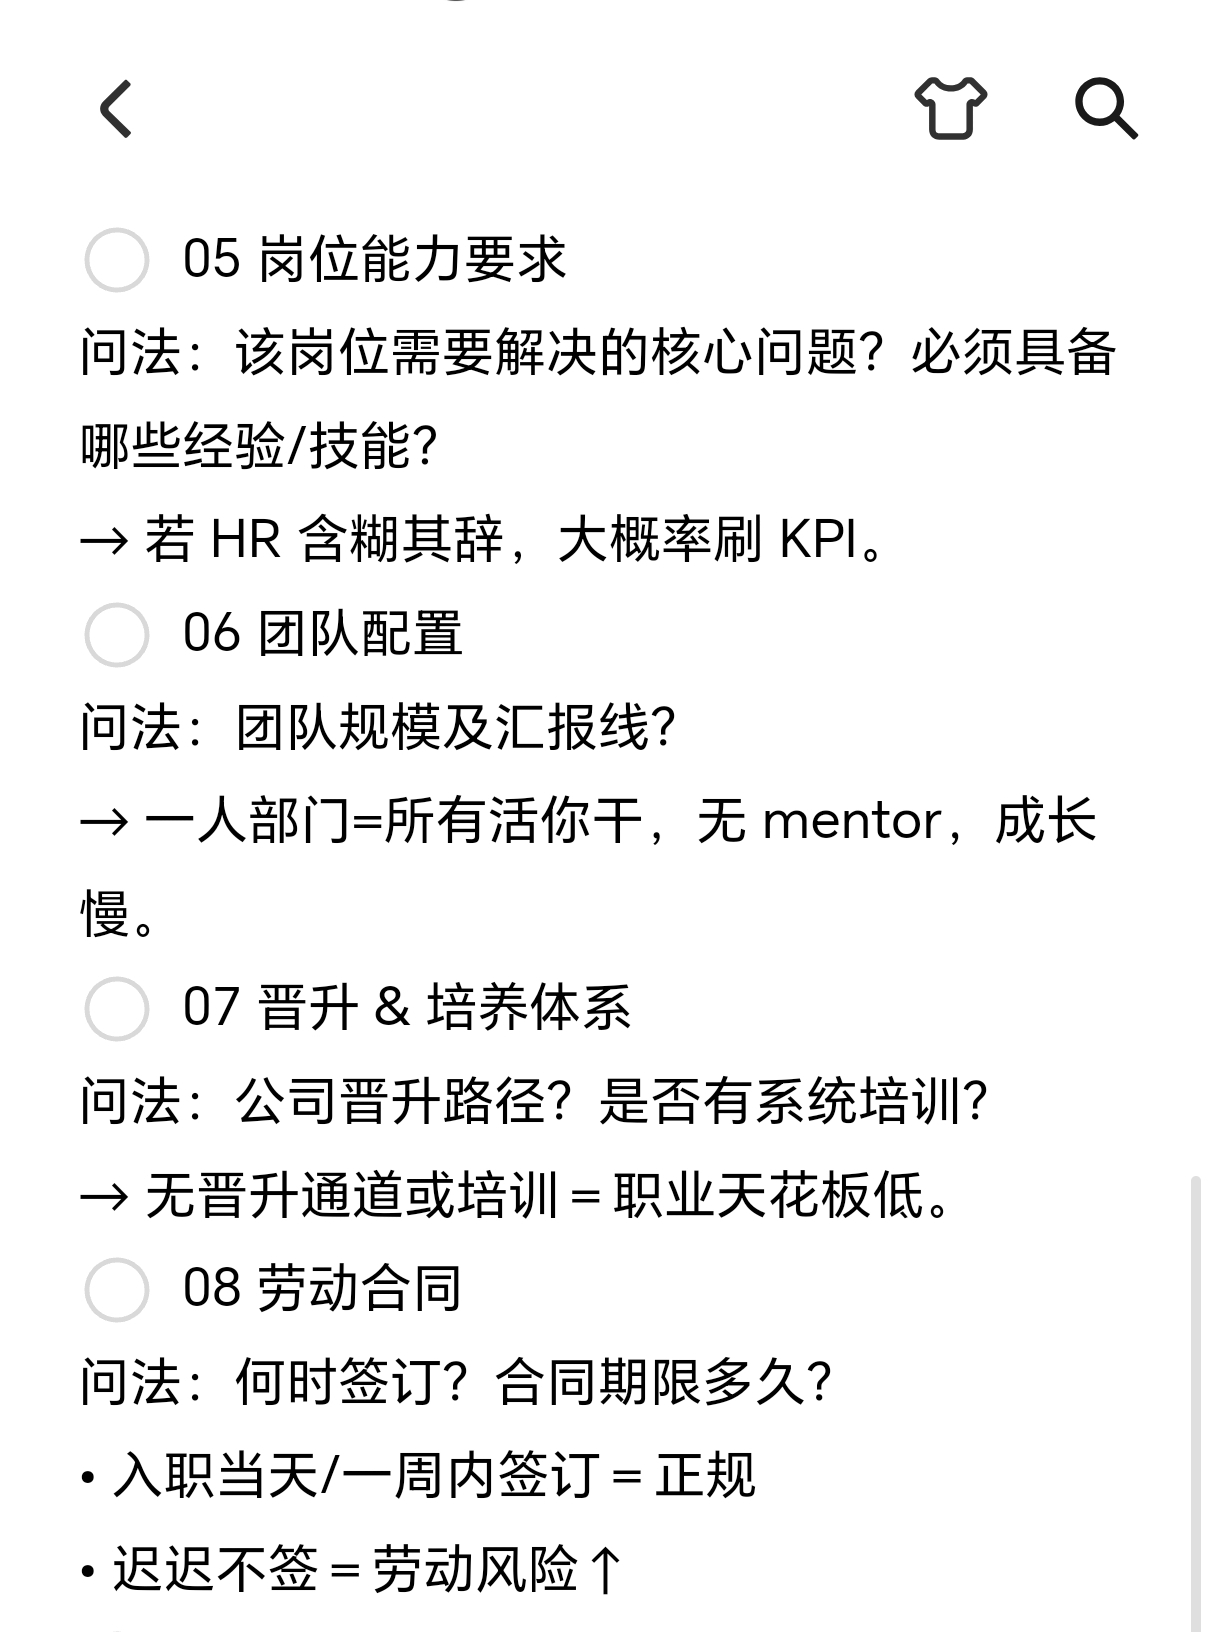 05 岗位能力要求
问法：该岗位需要解决的核心问题？必须具备
哪些经验/技能？
→ 若 HR 含糊其辞，大概率刷 KPI。
06 团队配置
问法：团队规模及汇报线？
→ 一人部门=所有活你干，无 mentor，成长
慢。
07 晋升 & 培养体系
问法：公司晋升路径？是否有系统培训？
→ 无晋升通道或培训 = 职业天花板低。
08 劳动合同
问法：何时签订？合同期限多久？
• 入职当天/一周内签订 = 正规
• 迟迟不签 = 劳动风险↑